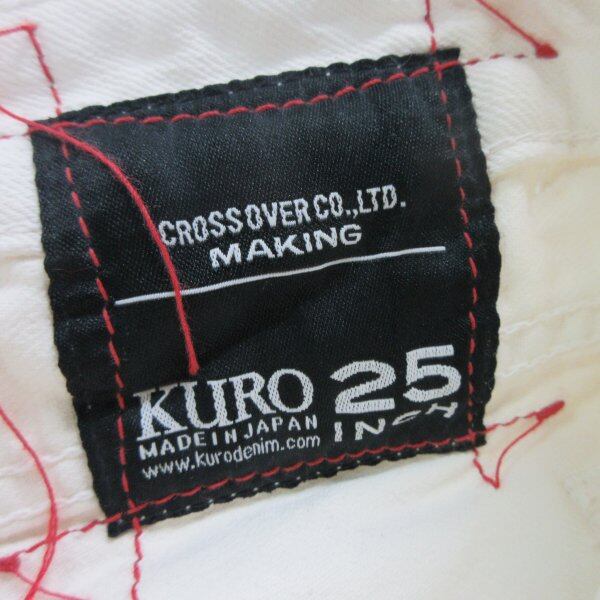 CROSSOVER CO.,LTD.
MAKING
KURO
MADE IN JAPAN
www.kurodenim.com
25
INCH